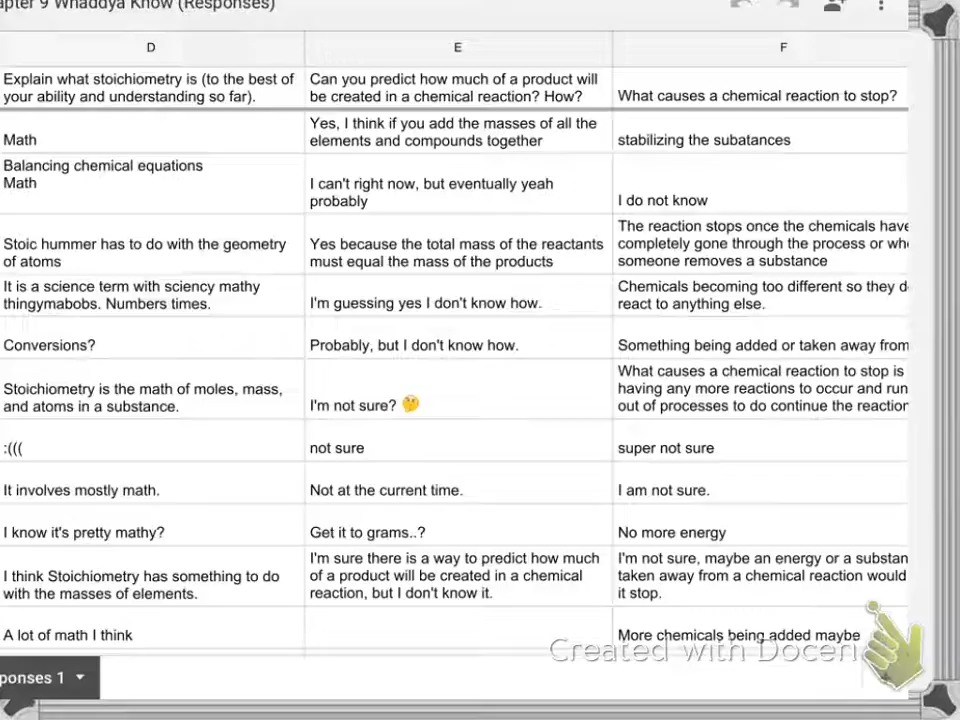 apter 9 Whaddya Know (Responses)
D E F
Explain what stoichiometry is (to the best of
your ability and understanding so far).
Can you predict how much of a product will
be created in a chemical reaction? How?
What causes a chemical reaction to stop?
Math
Yes, I think if you add the masses of all the
elements and compounds together
stabilizing the subatances
Balancing chemical equations
Math
I can't right now, but eventually yeah
probably
I do not know
Stoic hummer has to do with the geometry
of atoms
Yes because the total mass of the reactants
must equal the mass of the products
The reaction stops once the chemicals have
completely gone through the process or whe
someone removes a substance
It is a science term with sciency mathy
thingymabobs. Numbers times.
I'm guessing yes I don't know how.
Chemicals becoming too different so they d
react to anything else.
Conversions?
Probably, but I don't know how.
Something being added or taken away from
Stoichiometry is the math of moles, mass,
and atoms in a substance.
I'm not sure? 🤔
What causes a chemical reaction to stop is
having any more reactions to occur and run
out of processes to do continue the reaction
:(((
not sure
super not sure
It involves mostly math.
Not at the current time.
I am not sure.
I know it's pretty mathy?
Get it to grams..?
No more energy
I think Stoichiometry has something to do
with the masses of elements.
I'm sure there is a way to predict how much
of a product will be created in a chemical
reaction, but I don't know it.
I'm not sure, maybe an energy or a substan
taken away from a chemical reaction would
it stop.
A lot of math I think
More chemicals being added maybe
Created with Doceri
ponses 1